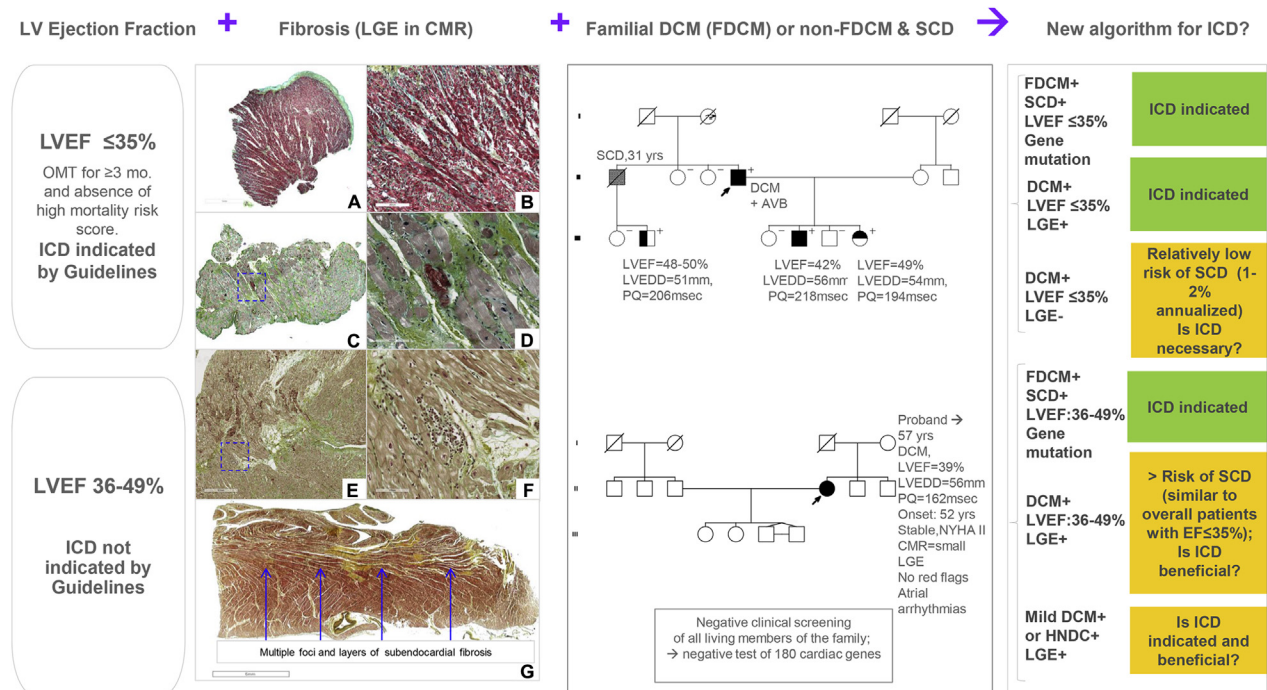 LV Ejection Fraction + Fibrosis (LGE in CMR) + Familial DCM (FDCM) or non-FDCM & SCD → New algorithm for ICD?
LVEF ≤35%
OMT for ≥3 mo.
and absence of
high mortality risk
score.
ICD indicated
by Guidelines
LVEF 36-49%
ICD not
indicated by
Guidelines
A
B
C
D
E
F
Multiple foci and layers of subendocardial fibrosis
G
I
SCD,31 yrs
DCM
+ AVB
LVEF=48-50%
LVEDD=51mm,
PQ=206msec
LVEF=42%
LVEDD=56mm
PQ=218msec
LVEF=49%
LVEDD=54mm,
PQ=194msec
I
II
III
Proband →
57 yrs
DCM,
LVEF=39%
LVEDD=56mm
PQ=162msec
Onset: 52 yrs
Stable,NYHA II
CMR=small
LGE
No red flags
Atrial
arrhythmias
Negative clinical screening
of all living members of the family;
→ negative test of 180 cardiac genes
FDCM+
SCD+
LVEF ≤35%
Gene
mutation
ICD indicated
DCM+
LVEF ≤35%
LGE+
ICD indicated
DCM+
LVEF ≤35%
LGE-
Relatively low
risk of SCD (1-
2%
annualized)
Is ICD
necessary?
FDCM+
SCD+
LVEF:36-49%
Gene
mutation
ICD indicated
DCM+
LVEF:36-49%
LGE+
> Risk of SCD
(similar to
overall patients
with EF≤35%);
Is ICD
beneficial?
Mild DCM+
or HNDC+
LGE+
Is ICD
indicated and
beneficial?